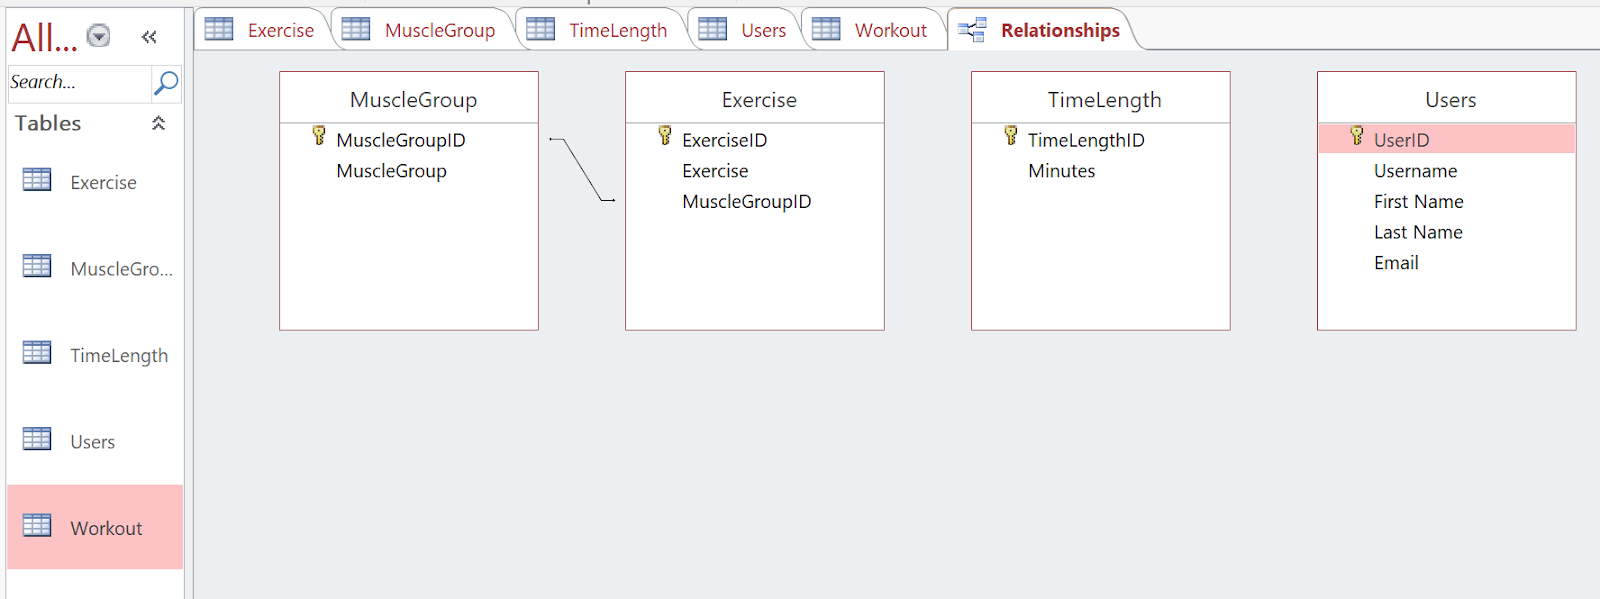 All...
Search...
Tables
Exercise
MuscleGro...
TimeLength
Users
Workout
Exercise
MuscleGroup
TimeLength
Users
Workout
Relationships
MuscleGroup
MuscleGroupID
MuscleGroup
Exercise
ExerciseID
Exercise
MuscleGroupID
TimeLength
TimeLengthID
Minutes
Users
UserID
Username
First Name
Last Name
Email